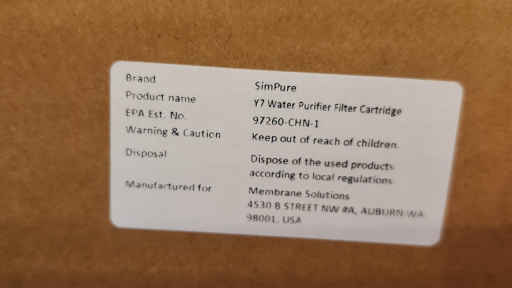 Brand SimPure
Product name Y7 Water Purifier Filter Cartridge
EPA Est. No. 97260-CHN-1
Warning & Caution Keep out of reach of children.
Disposal Dispose of the used products
according to local regulations.
Manufactured for Membrane Solutions
4530 B STREET NW #A, AUBURN WA
98001, USA